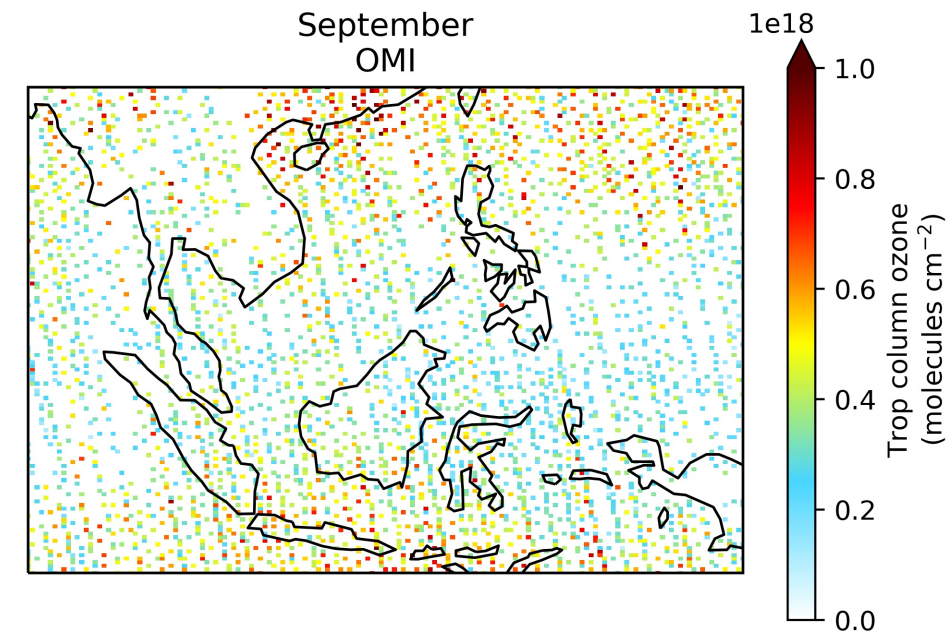 September
OMI
1e18
1.0
0.8
0.6
0.4
0.2
0.0
Trop column ozone
(molecules cm⁻²)